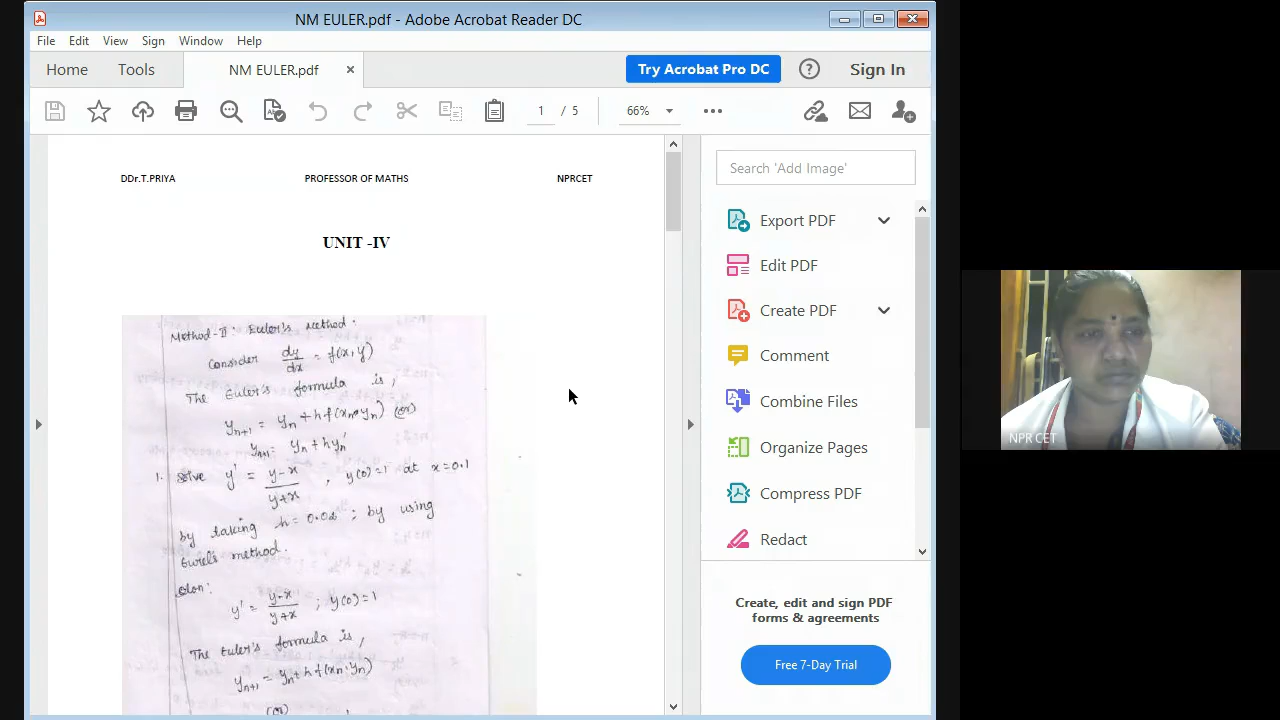 NM EULER.pdf - Adobe Acrobat Reader DC
File Edit View Sign Window Help
Home Tools NM EULER.pdf × Try Acrobat Pro DC ? Sign In
1 / 5 66%
DDr.T.PRIYA PROFESSOR OF MATHS NPRCET
UNIT -IV
Method-II: Euler's method.
Consider dy/dx = f(x,y)
The Euler's formula is,
yn+1 = yn + h f(xn, yn) (or)
yn+1 = yn + hyn'
1. Solve y' = y-x/y+x , y(0)=1 at x=0.1
by taking h=0.02 ; by using
method.
Soln:
y' = y-x/y+x ; y(0)=1
The Euler's formula is,
yn+1 = yn + h f(xn, yn)
(or)
Search 'Add Image'
Export PDF
Edit PDF
Create PDF
Comment
Combine Files
Organize Pages
Compress PDF
Redact
Create, edit and sign PDF
forms & agreements
Free 7-Day Trial
NPR CET